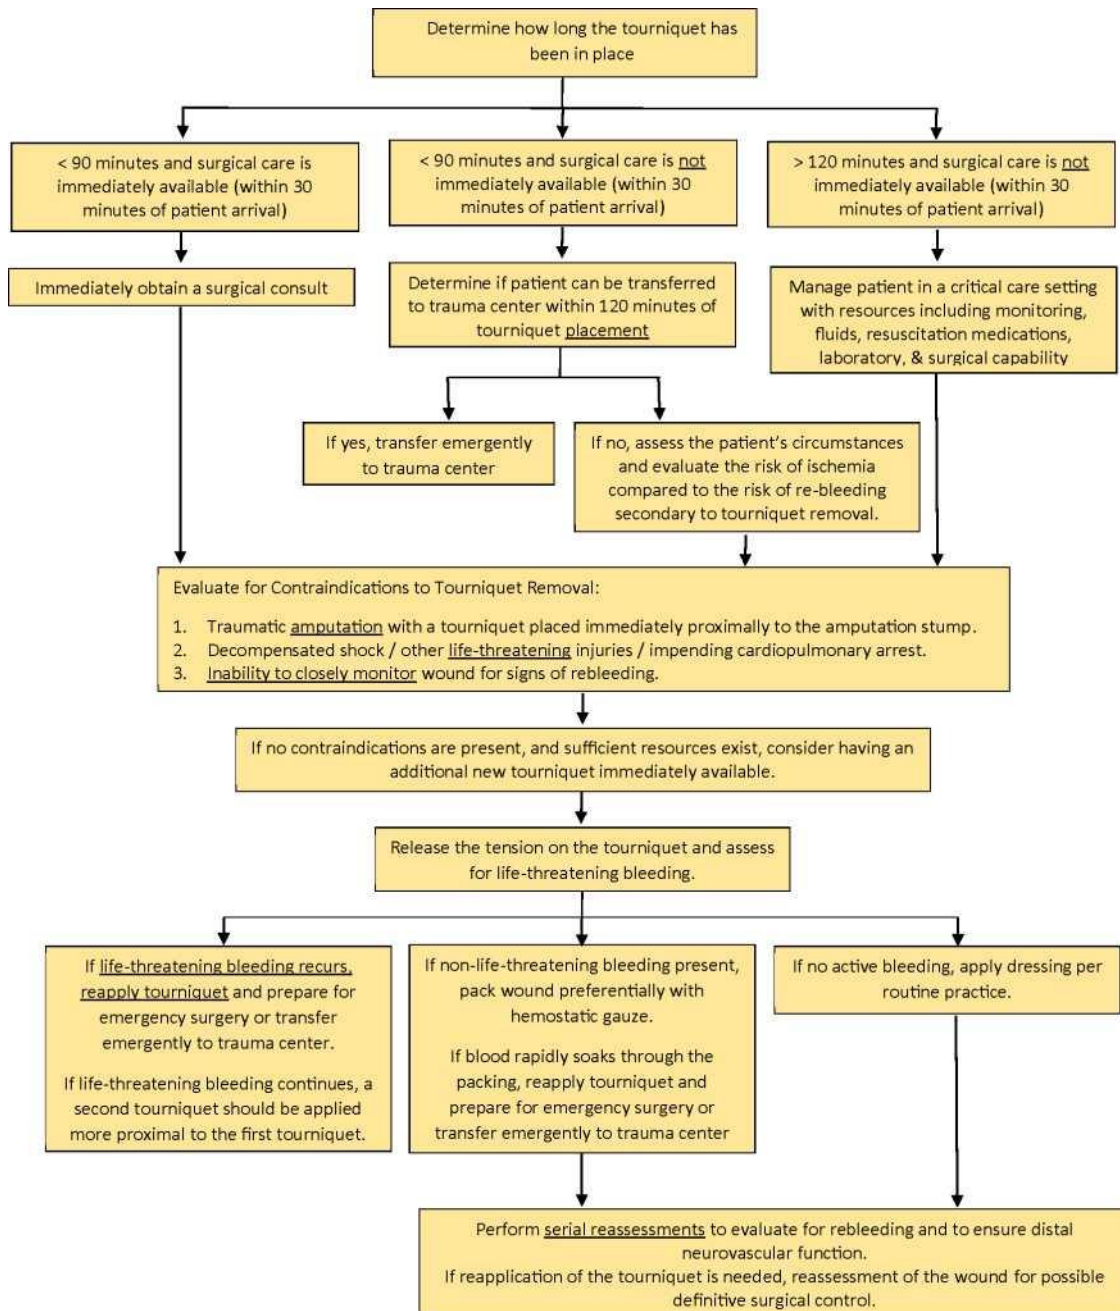 Determine how long the tourniquet has
been in place
< 90 minutes and surgical care is
immediately available (within 30
minutes of patient arrival)
< 90 minutes and surgical care is not
immediately available (within 30
minutes of patient arrival)
> 120 minutes and surgical care is not
immediately available (within 30
minutes of patient arrival)
Immediately obtain a surgical consult
Determine if patient can be transferred
to trauma center within 120 minutes of
tourniquet placement
Manage patient in a critical care setting
with resources including monitoring,
fluids, resuscitation medications,
laboratory, & surgical capability
If yes, transfer emergently
to trauma center
If no, assess the patient's circumstances
and evaluate the risk of ischemia
compared to the risk of re-bleeding
secondary to tourniquet removal.
Evaluate for Contraindications to Tourniquet Removal:
1. Traumatic amputation with a tourniquet placed immediately proximally to the amputation stump.
2. Decompensated shock / other life-threatening injuries / impending cardiopulmonary arrest.
3. Inability to closely monitor wound for signs of rebleeding.
If no contraindications are present, and sufficient resources exist, consider having an
additional new tourniquet immediately available.
Release the tension on the tourniquet and assess
for life-threatening bleeding.
If life-threatening bleeding recurs,
reapply tourniquet and prepare for
emergency surgery or transfer
emergently to trauma center.
If life-threatening bleeding continues, a
second tourniquet should be applied
more proximal to the first tourniquet.
If non-life-threatening bleeding present,
pack wound preferentially with
hemostatic gauze.
If blood rapidly soaks through the
packing, reapply tourniquet and
prepare for emergency surgery or
transfer emergently to trauma center
If no active bleeding, apply dressing per
routine practice.
Perform serial reassessments to evaluate for rebleeding and to ensure distal
neurovascular function.
If reapplication of the tourniquet is needed, reassessment of the wound for possible
definitive surgical control.